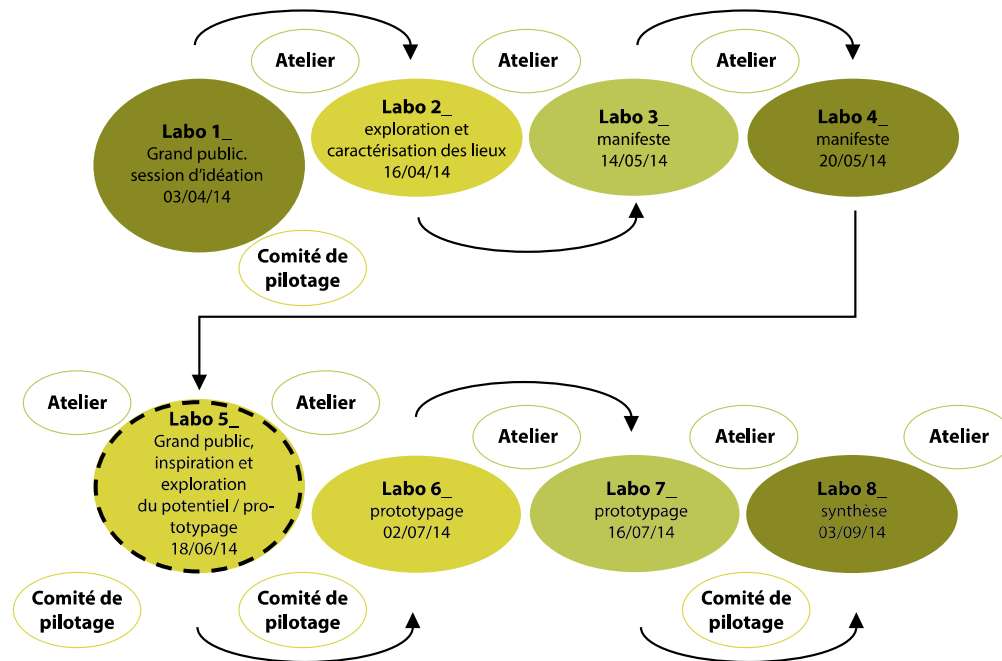 Atelier
Atelier
Atelier
Labo 1_
Grand public.
session d'idéation
03/04/14
Labo 2_
exploration et
caractérisation des lieux
16/04/14
Labo 3_
manifeste
14/05/14
Labo 4_
manifeste
20/05/14
Comité de
pilotage
Atelier
Atelier
Atelier
Atelier
Atelier
Labo 5_
Grand public,
inspiration et
exploration
du potentiel / pro-
totypage
18/06/14
Labo 6_
prototypage
02/07/14
Labo 7_
prototypage
16/07/14
Labo 8_
synthèse
03/09/14
Comité de
pilotage
Comité de
pilotage
Comité de
pilotage